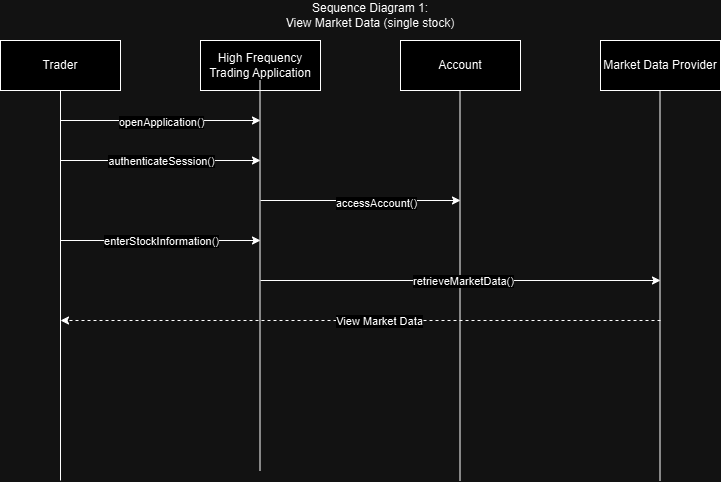 Sequence Diagram 1:
View Market Data (single stock)
Trader
High Frequency
Trading Application
Account
Market Data Provider
openApplication()
authenticateSession()
accessAccount()
enterStockInformation()
retrieveMarketData()
View Market Data